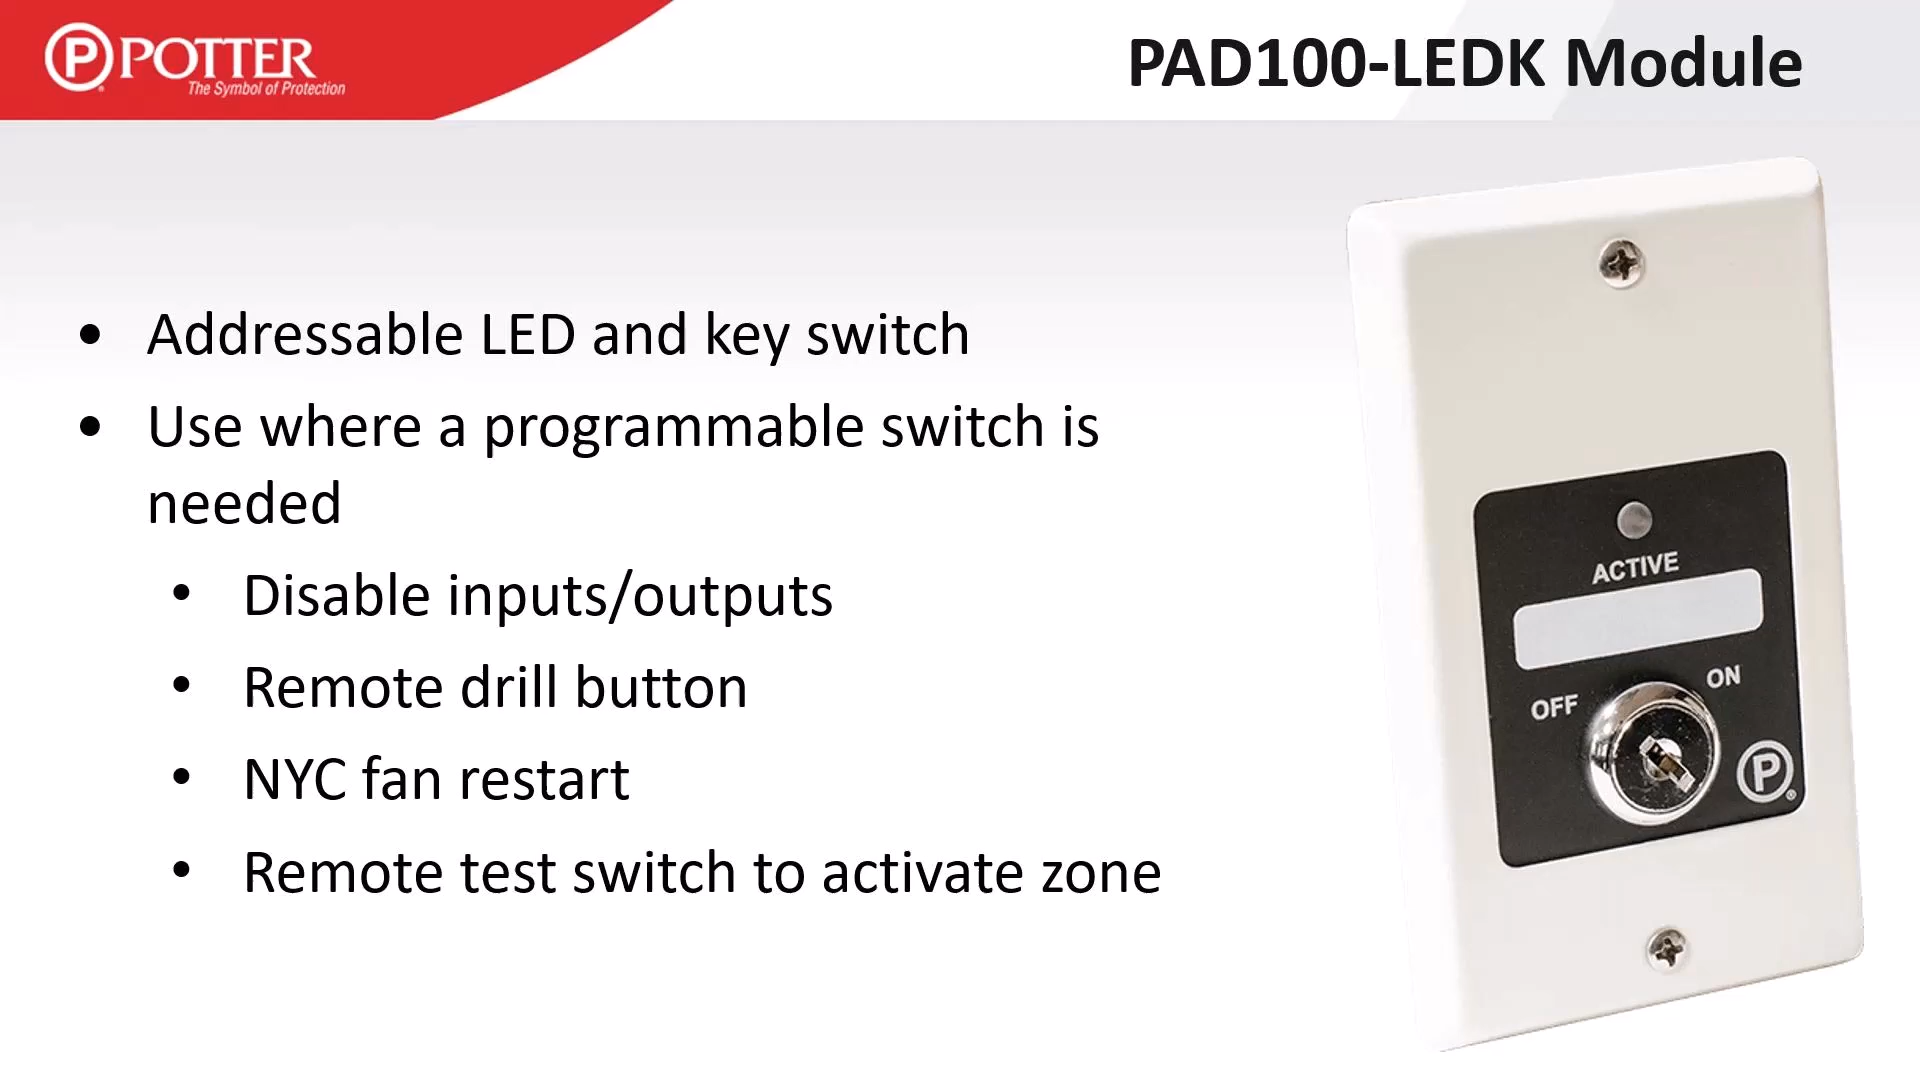 P POTTER
The Symbol of Protection
PAD100-LEDK Module
• Addressable LED and key switch
• Use where a programmable switch is
needed
• Disable inputs/outputs
• Remote drill button
• NYC fan restart
• Remote test switch to activate zone
ACTIVE
OFF ON
P